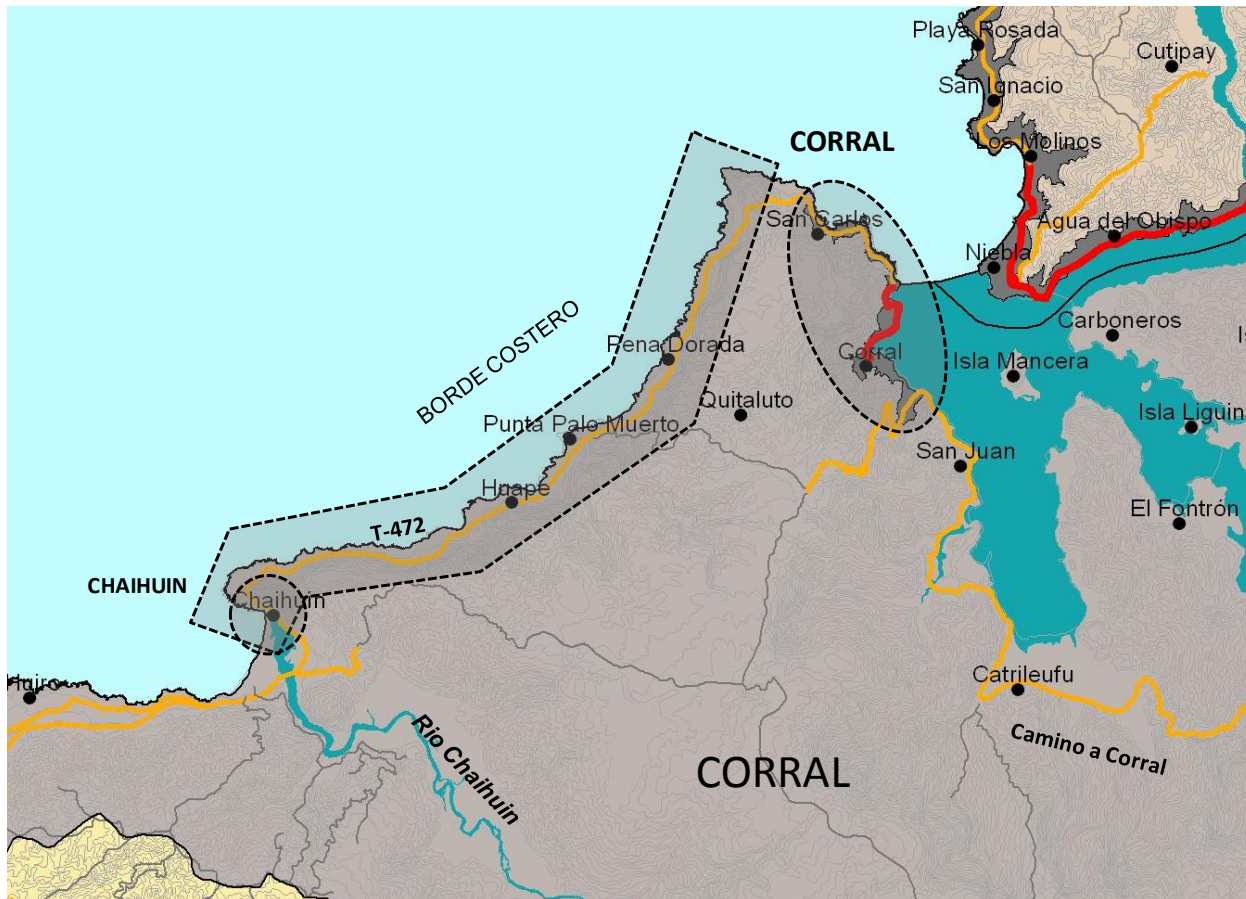 Playa Rosada
Cutipay
San Ignacio
CORRAL
Los Molinos
San Carlos
Agua del Obispo
Niebla
BORDE COSTERO
Pena Dorada
Corral
Isla Mancera
Carboneros
Quitaluto
Isla Liguin
Punta Palo Muerto
San Juan
Huape
El Fontrón
T-472
CHAIHUIN
Chaihuin
Huiro
Catrileufu
Rio Chaihuin
CORRAL
Camino a Corral